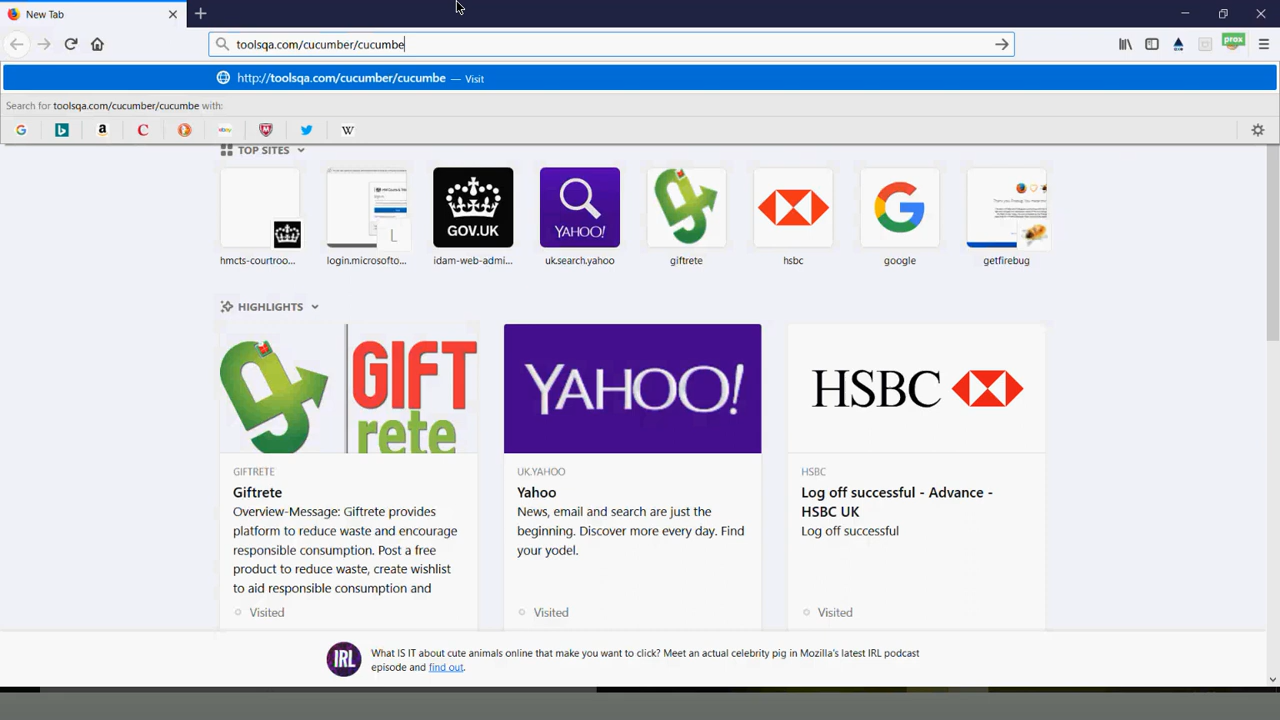 New Tab
prox
toolsqa.com/cucumber/cucumbe
http://toolsqa.com/cucumber/cucumbe — Visit
Search for toolsqa.com/cucumber/cucumbe with:
G a C ebay W
TOP SITES
GOV.UK
YAHOO!
L
hmcts-courtroo...
login.microsofto...
idam-web-admi...
uk.search.yahoo
giftrete
hsbc
google
getfirebug
HIGHLIGHTS
GIFT
rete
YAHOO!
HSBC
GIFTRETE
Giftrete
Overview-Message: Giftrete provides
platform to reduce waste and encourage
responsible consumption. Post a free
product to reduce waste, create wishlist
to aid responsible consumption and
Visited
UK.YAHOO
Yahoo
News, email and search are just the
beginning. Discover more every day. Find
your yodel.
Visited
HSBC
Log off successful - Advance -
HSBC UK
Log off successful
Visited
IRL
What IS IT about cute animals online that make you want to click? Meet an actual celebrity pig in Mozilla's latest IRL podcast
episode and find out.